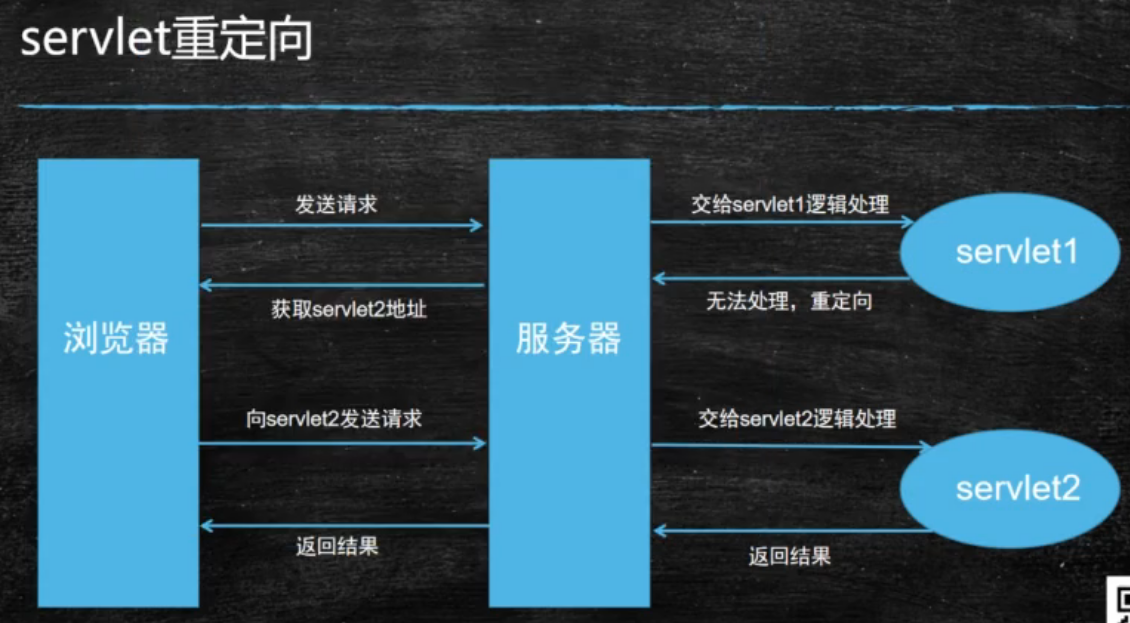 servlet重定向
发送请求
交给servlet1逻辑处理
servlet1
获取servlet2地址
无法处理，重定向
浏览器
服务器
向servlet2发送请求
交给servlet2逻辑处理
servlet2
返回结果
返回结果